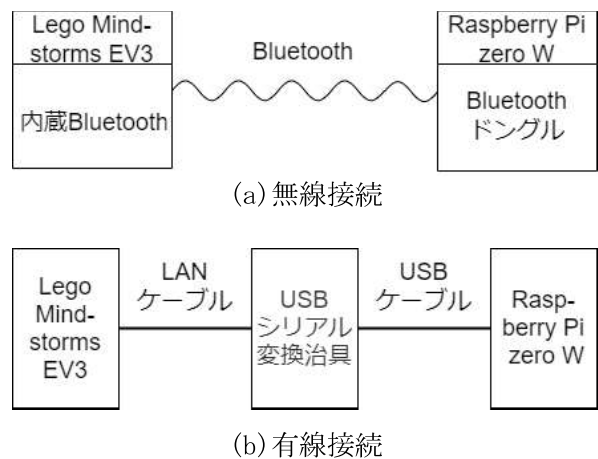 Lego Mind-
storms EV3
Bluetooth
Raspberry Pi
zero W
内蔵Bluetooth
Bluetooth
ドングル
(a)無線接続
Lego
Mind-
storms
EV3
LAN
ケーブル
USB
シリアル
変換治具
USB
ケーブル
Rasp-
berry Pi
zero W
(b)有線接続